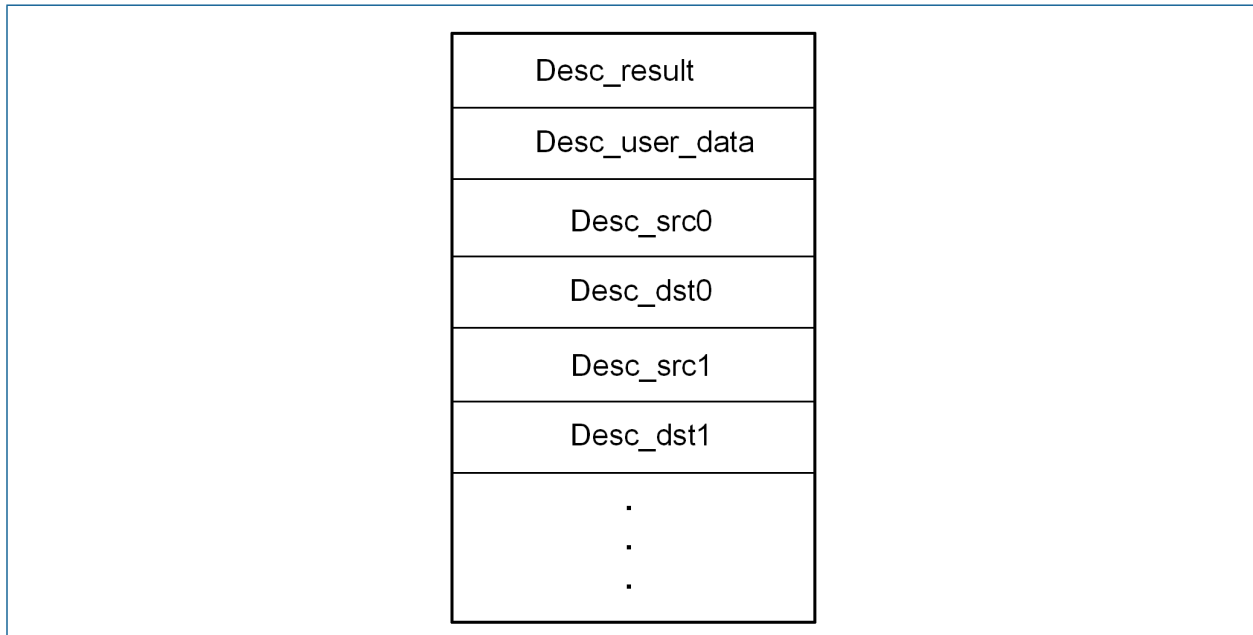 Desc_result
Desc_user_data
Desc_src0
Desc_dst0
Desc_src1
Desc_dst1
.
.
.